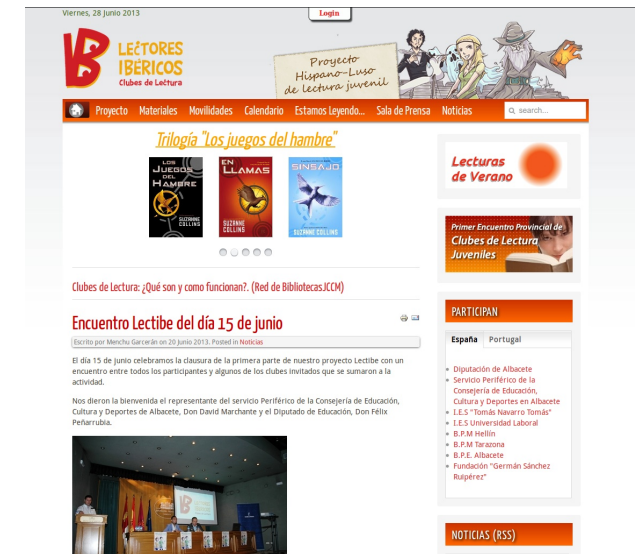 Viernes, 28 Junio 2013
Login
LECTORES
IBÉRICOS
Clubes de Lectura
Proyecto
Hispano-Luso
de lectura juvenil
Proyecto Materiales Movilidades Calendario Estamos Leyendo... Sala de Prensa Noticias search...
Trilogía "Los juegos del hambre"
LOS
JUEGOS
DEL
HAMBRE
SUZANNE
COLLINS
EN
LLAMAS
SUZANNE
COLLINS
SINSAJO
SUZANNE COLLINS
Clubes de Lectura: ¿Qué son y como funcionan?. (Red de BibliotecasJCCM)
Encuentro Lectibe del día 15 de junio
Escrito por Menchu Garcerán on 20 Junio 2013. Posted in Noticias
El día 15 de junio celebramos la clausura de la primera parte de nuestro proyecto Lectibe con un
encuentro entre todos los participantes y algunos de los clubes invitados que se sumaron a la
actividad.
Nos dieron la bienvenida el representante del servicio Periférico de la Consejería de Educación,
Cultura y Deportes de Albacete, Don David Marchante y el Diputado de Educación, Don Félix
Peñarrubia.
Lecturas
de Verano
Primer Encuentro Provincial de
Clubes de Lectura
Juveniles
PARTICIPAN
España Portugal
Diputación de Albacete
Servicio Periférico de la
Consejería de Educación,
Cultura y Deportes en Albacete
I.E.S "Tomás Navarro Tomás"
I.E.S Universidad Laboral
B.P.M Hellín
B.P.M Tarazona
B.P.E. Albacete
Fundación "Germán Sánchez
Ruipérez"
NOTICIAS (RSS)